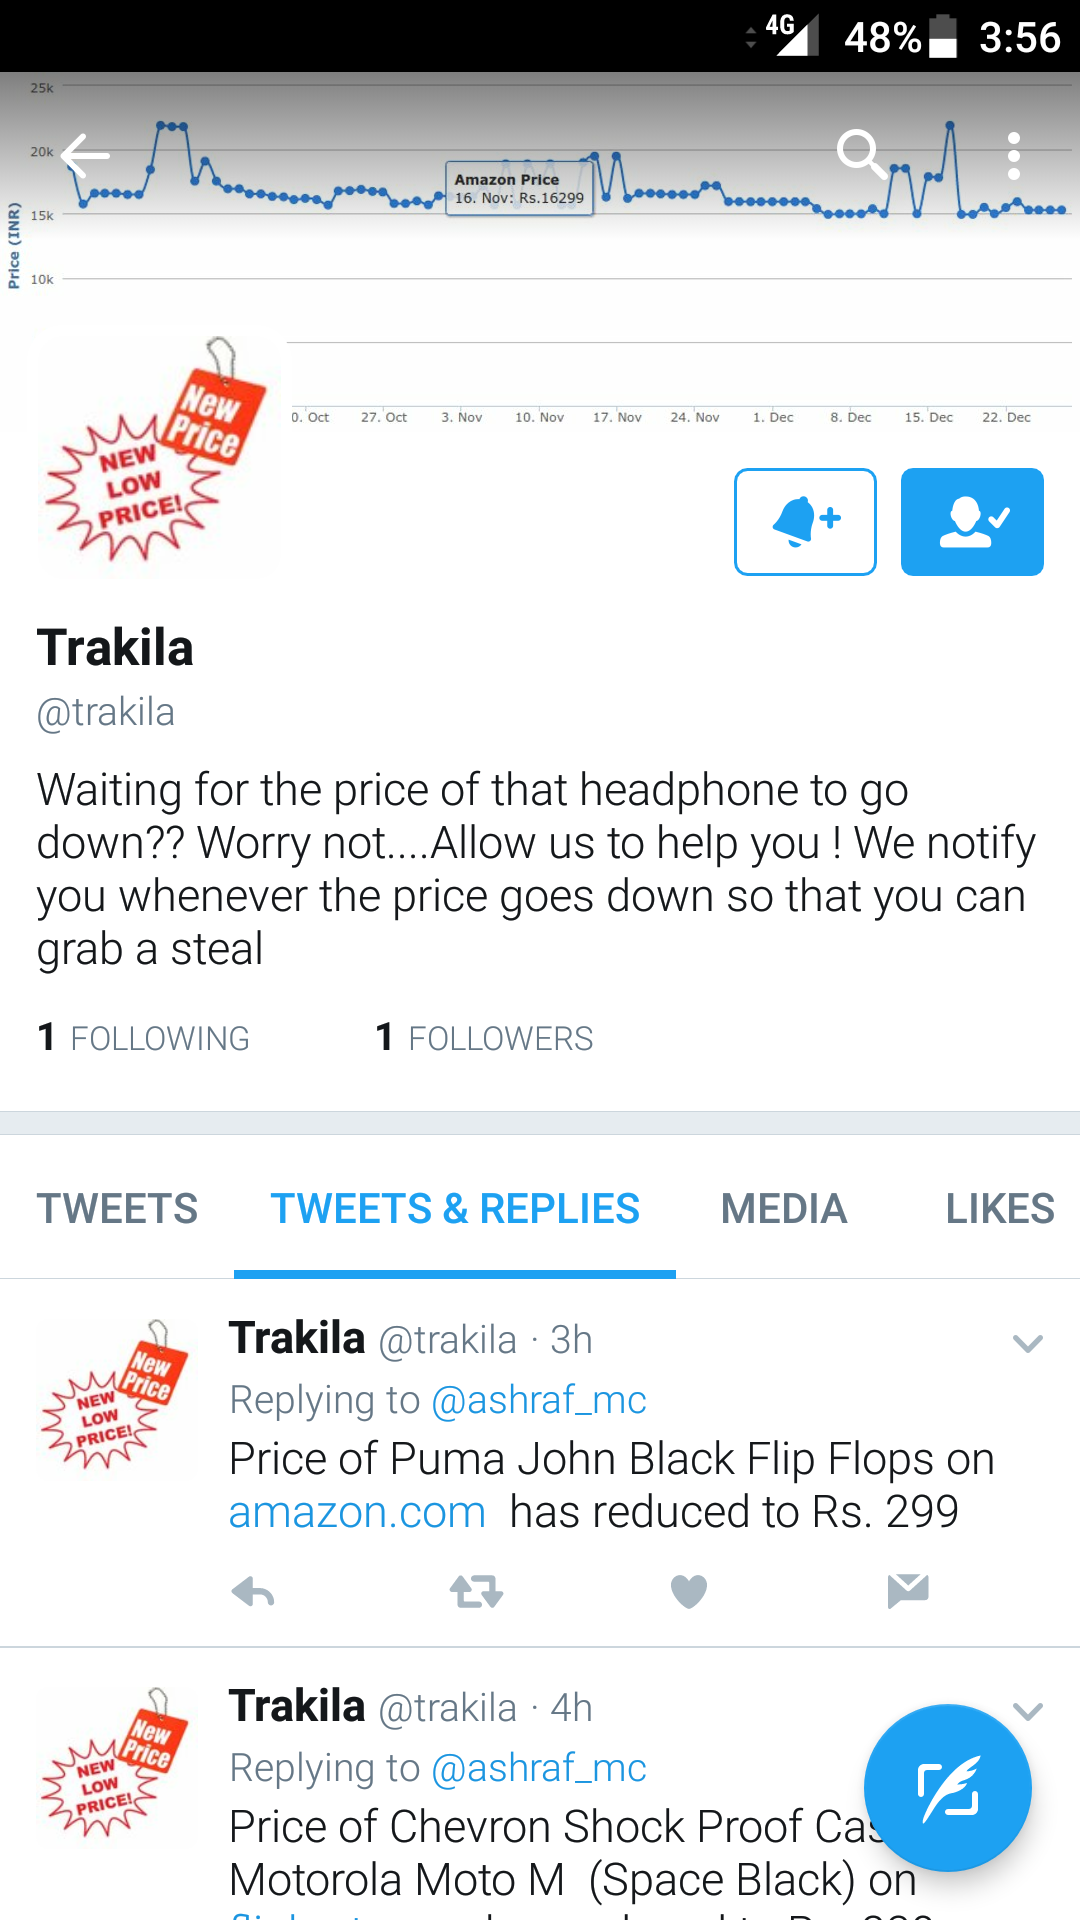 4G 48% 3:56
25k
20k
15k
10k
Price (INR)
Amazon Price
16. Nov: Rs.16299
0. Oct 27. Oct 3. Nov 10. Nov 17. Nov 24. Nov 1. Dec 8. Dec 15. Dec 22. Dec
New
Price
NEW
LOW
PRICE!
Trakila
@trakila
Waiting for the price of that headphone to go
down?? Worry not....Allow us to help you ! We notify
you whenever the price goes down so that you can
grab a steal
1 FOLLOWING 1 FOLLOWERS
TWEETS TWEETS & REPLIES MEDIA LIKES
New
Price
NEW
LOW
PRICE!
Trakila @trakila · 3h
Replying to @ashraf_mc
Price of Puma John Black Flip Flops on
amazon.com has reduced to Rs. 299
New
Price
NEW
LOW
PRICE!
Trakila @trakila · 4h
Replying to @ashraf_mc
Price of Chevron Shock Proof Cas
Motorola Moto M (Space Black) on